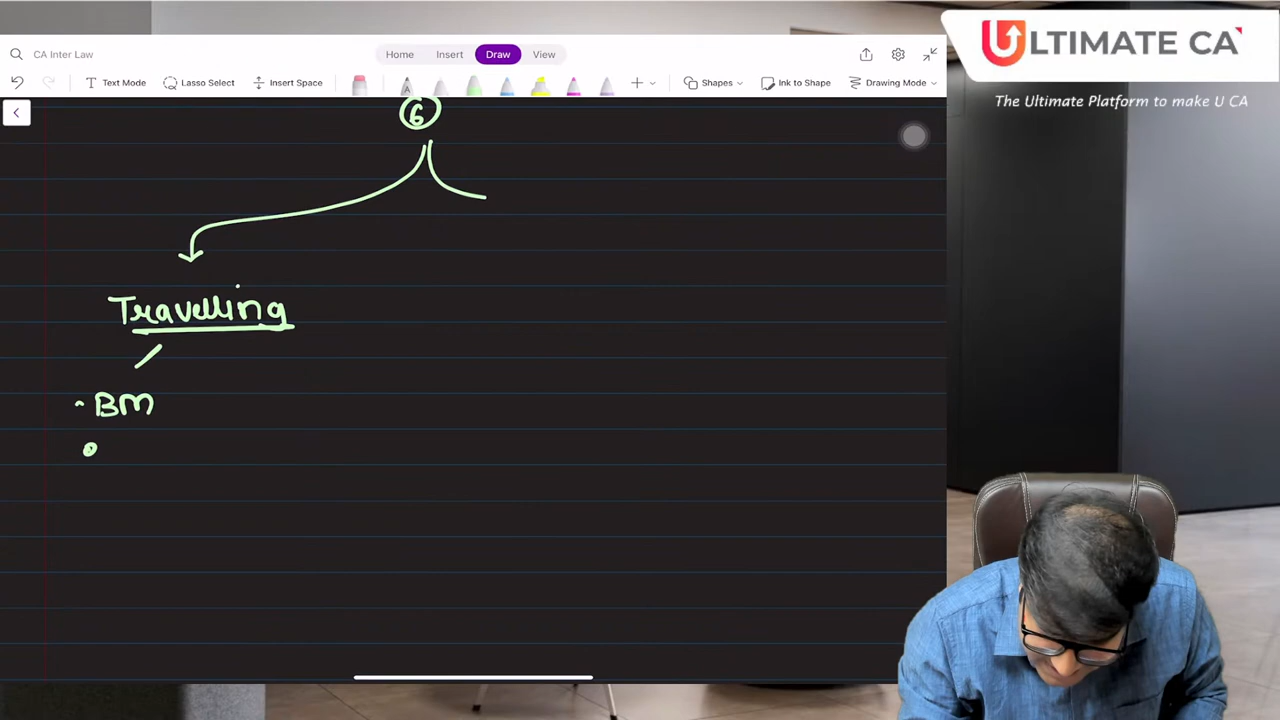 CA Inter Law
Home Insert Draw View
Text Mode Lasso Select Insert Space Shapes Ink to Shape Drawing Mode
ULTIMATE CA
The Ultimate Platform to make U CA
6
Travelling
BM